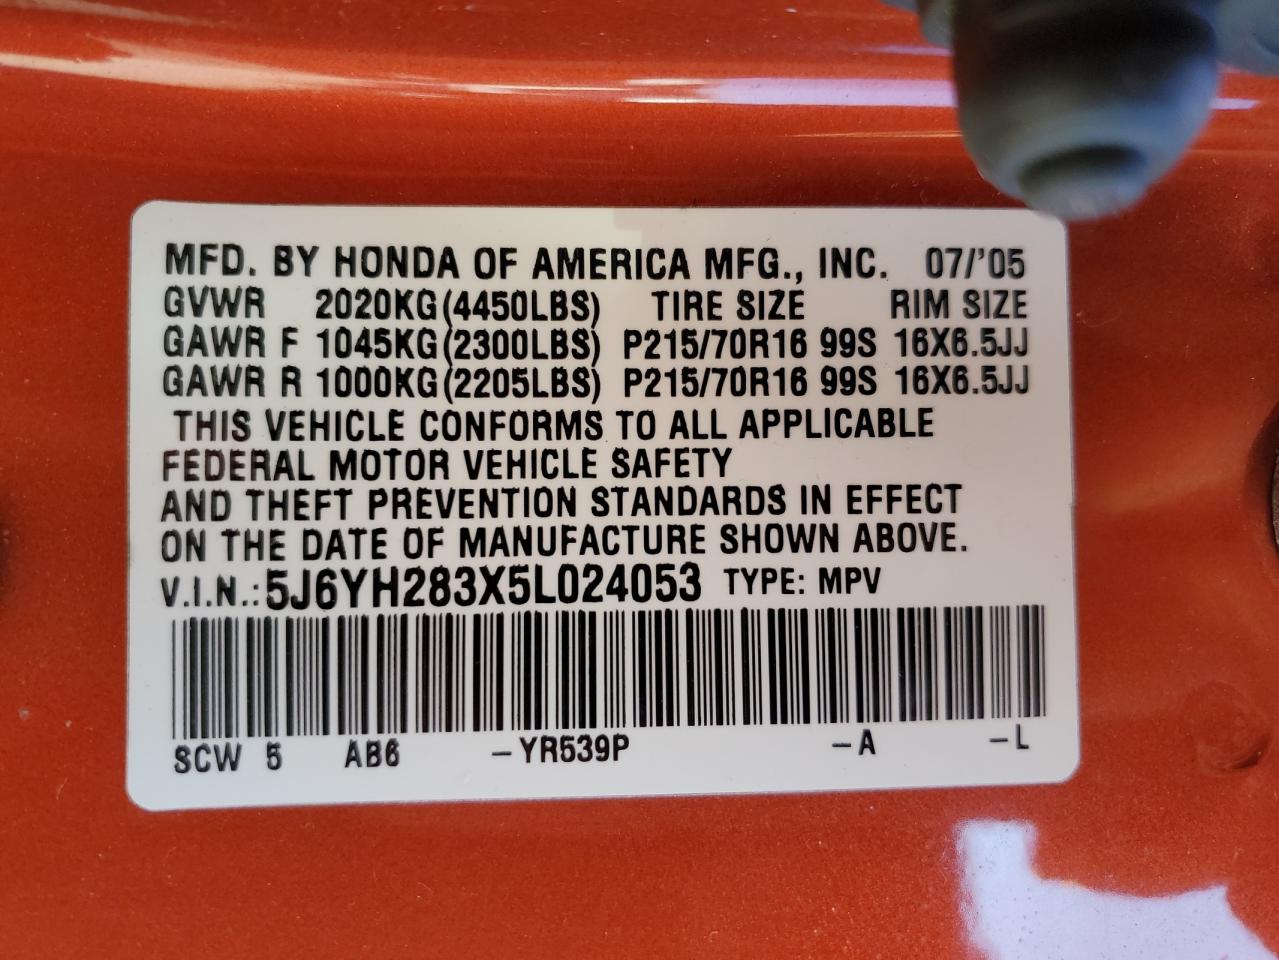 MFD. BY HONDA OF AMERICA MFG., INC. 07/'05
GVWR 2020KG(4450LBS) TIRE SIZE RIM SIZE
GAWR F 1045KG(2300LBS) P215/70R16 99S 16X6.5JJ
GAWR R 1000KG(2205LBS) P215/70R16 99S 16X6.5JJ
THIS VEHICLE CONFORMS TO ALL APPLICABLE
FEDERAL MOTOR VEHICLE SAFETY
AND THEFT PREVENTION STANDARDS IN EFFECT
ON THE DATE OF MANUFACTURE SHOWN ABOVE.
V.I.N.: 5J6YH283X5L024053 TYPE: MPV
SCW 5 AB6 -YR539P -A -L